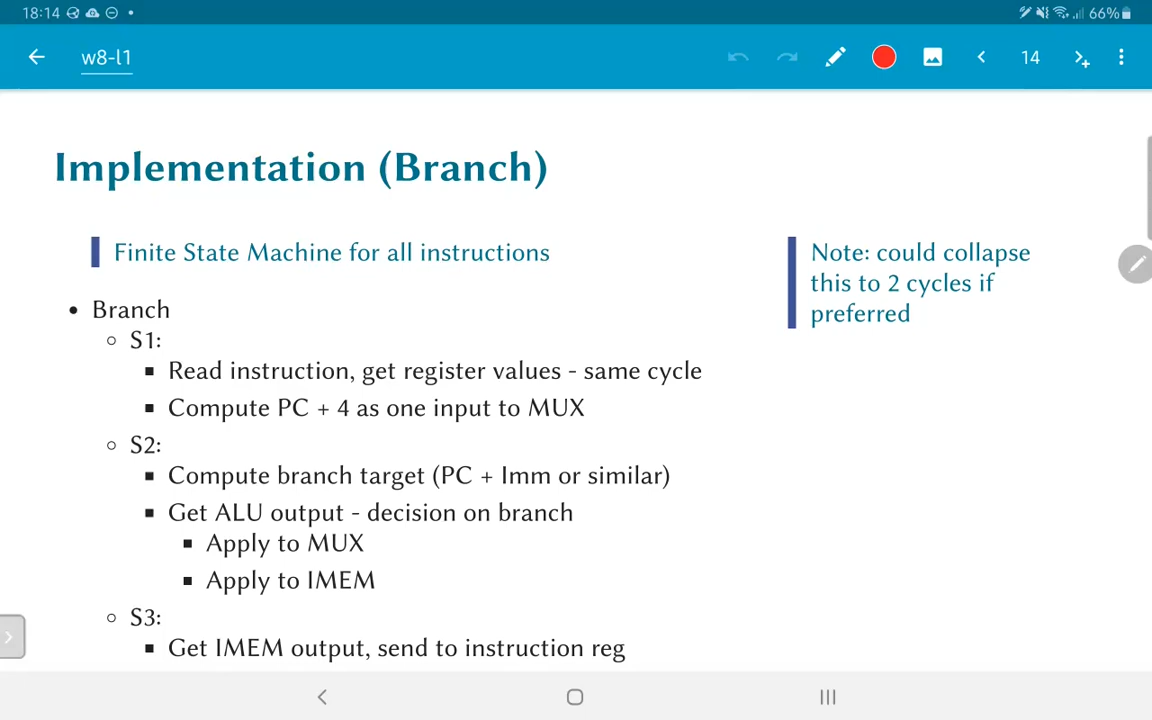 18:14
66%
w8-l1
14
Implementation (Branch)
Finite State Machine for all instructions
Note: could collapse
this to 2 cycles if
preferred
• Branch
S1:
Read instruction, get register values - same cycle
Compute PC + 4 as one input to MUX
S2:
Compute branch target (PC + Imm or similar)
Get ALU output - decision on branch
Apply to MUX
Apply to IMEM
S3:
Get IMEM output, send to instruction reg